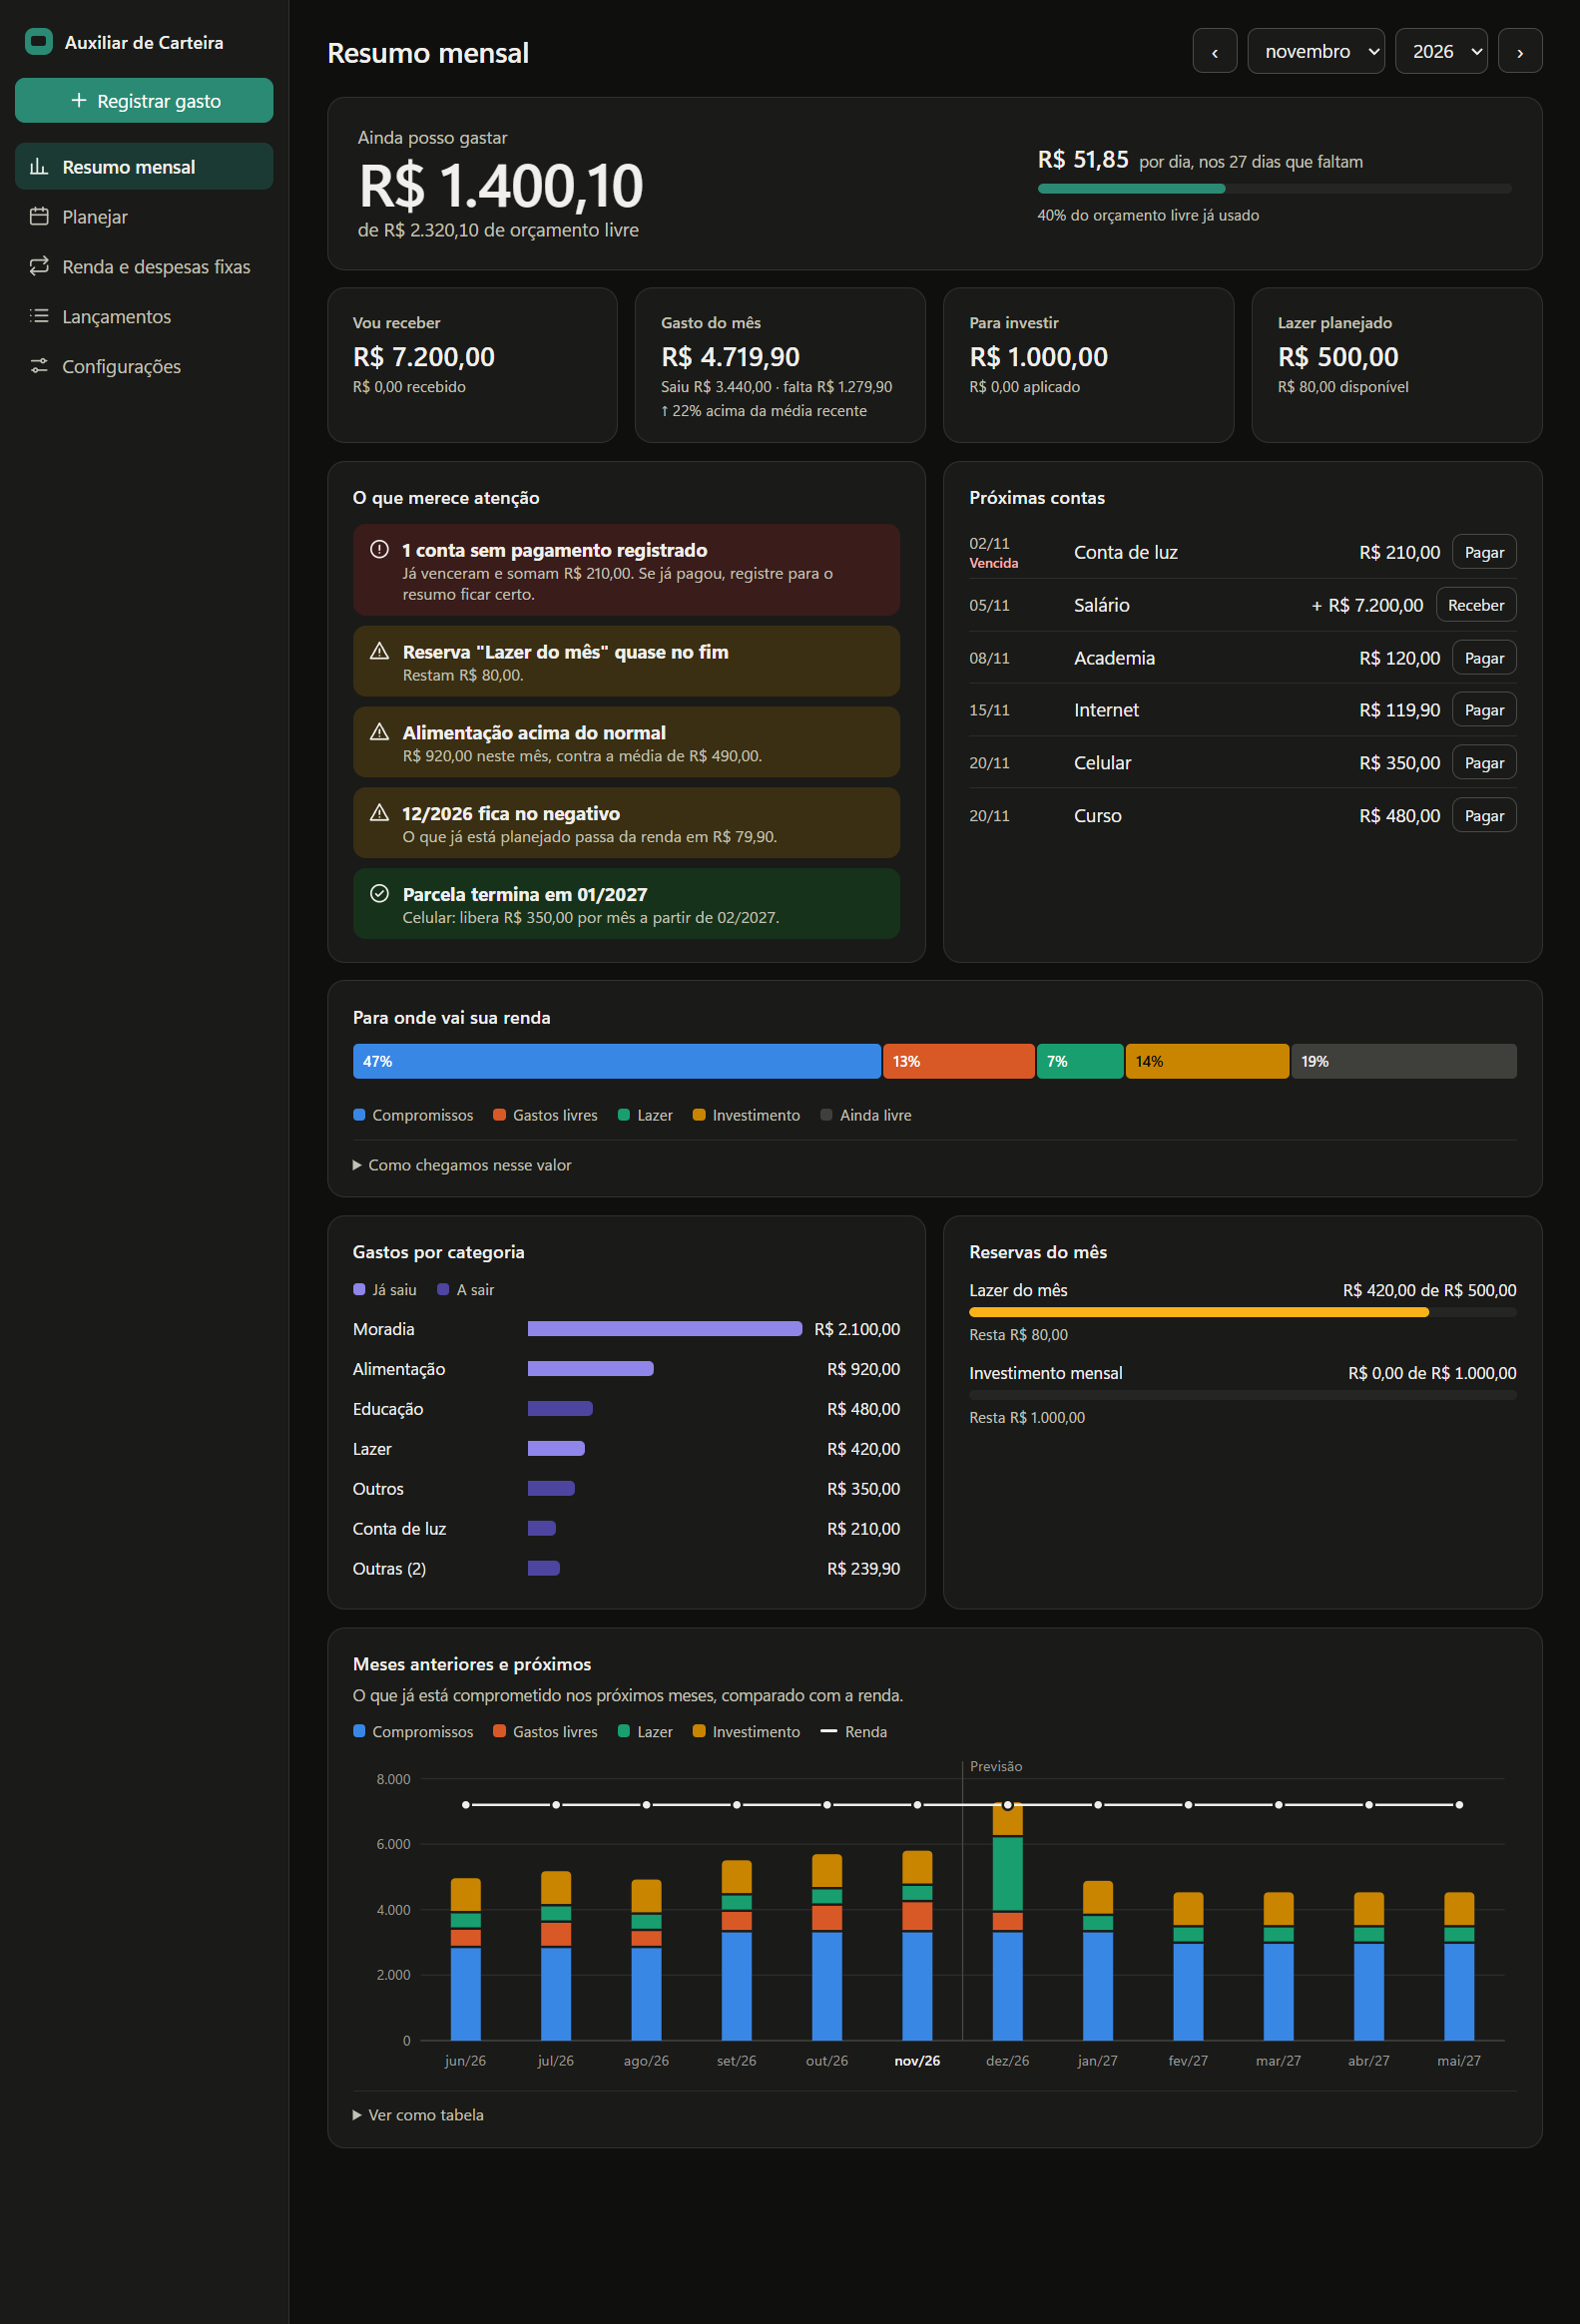 Auxiliar de Carteira
+ Registrar gasto
Resumo mensal
Planejar
Renda e despesas fixas
Lançamentos
Configurações
Resumo mensal
‹ novembro 2026 ›
Ainda posso gastar
R$ 1.400,10
de R$ 2.320,10 de orçamento livre
R$ 51,85 por dia, nos 27 dias que faltam
40% do orçamento livre já usado
Vou receber
R$ 7.200,00
R$ 0,00 recebido
Gasto do mês
R$ 4.719,90
Saiu R$ 3.440,00 · falta R$ 1.279,90
↑ 22% acima da média recente
Para investir
R$ 1.000,00
R$ 0,00 aplicado
Lazer planejado
R$ 500,00
R$ 80,00 disponível
O que merece atenção
1 conta sem pagamento registrado
Já venceram e somam R$ 210,00. Se já pagou, registre para o
resumo ficar certo.
Reserva "Lazer do mês" quase no fim
Restam R$ 80,00.
Alimentação acima do normal
R$ 920,00 neste mês, contra a média de R$ 490,00.
12/2026 fica no negativo
O que já está planejado passa da renda em R$ 79,90.
Parcela termina em 01/2027
Celular: libera R$ 350,00 por mês a partir de 02/2027.
Próximas contas
02/11 Vencida Conta de luz R$ 210,00 Pagar
05/11 Salário + R$ 7.200,00 Receber
08/11 Academia R$ 120,00 Pagar
15/11 Internet R$ 119,90 Pagar
20/11 Celular R$ 350,00 Pagar
20/11 Curso R$ 480,00 Pagar
Para onde vai sua renda
47% 13% 7% 14% 19%
Compromissos Gastos livres Lazer Investimento Ainda livre
▶ Como chegamos nesse valor
Gastos por categoria
Já saiu A sair
Moradia R$ 2.100,00
Alimentação R$ 920,00
Educação R$ 480,00
Lazer R$ 420,00
Outros R$ 350,00
Conta de luz R$ 210,00
Outras (2) R$ 239,90
Reservas do mês
Lazer do mês R$ 420,00 de R$ 500,00
Resta R$ 80,00
Investimento mensal R$ 0,00 de R$ 1.000,00
Resta R$ 1.000,00
Meses anteriores e próximos
O que já está comprometido nos próximos meses, comparado com a renda.
Compromissos Gastos livres Lazer Investimento Renda
Previsão
8.000
6.000
4.000
2.000
0
jun/26 jul/26 ago/26 set/26 out/26 nov/26 dez/26 jan/27 fev/27 mar/27 abr/27 mai/27
▶ Ver como tabela